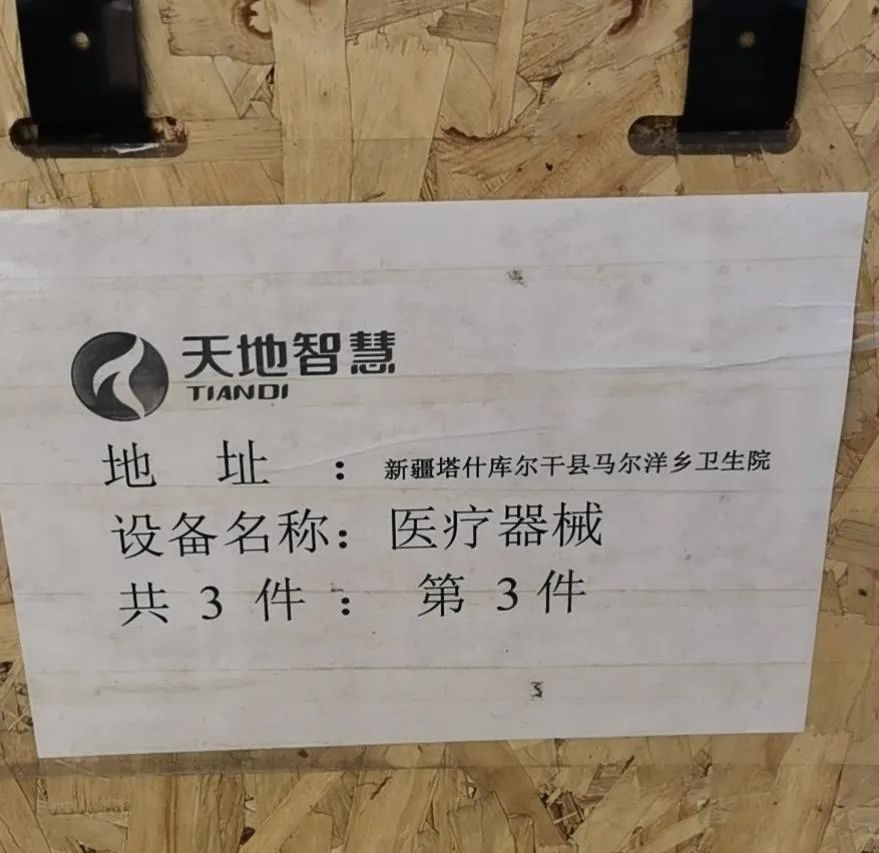 天地智慧
TIANDI
地 址 : 新疆塔什库尔干县马尔洋乡卫生院
设备名称: 医疗器械
共 3 件 : 第 3 件